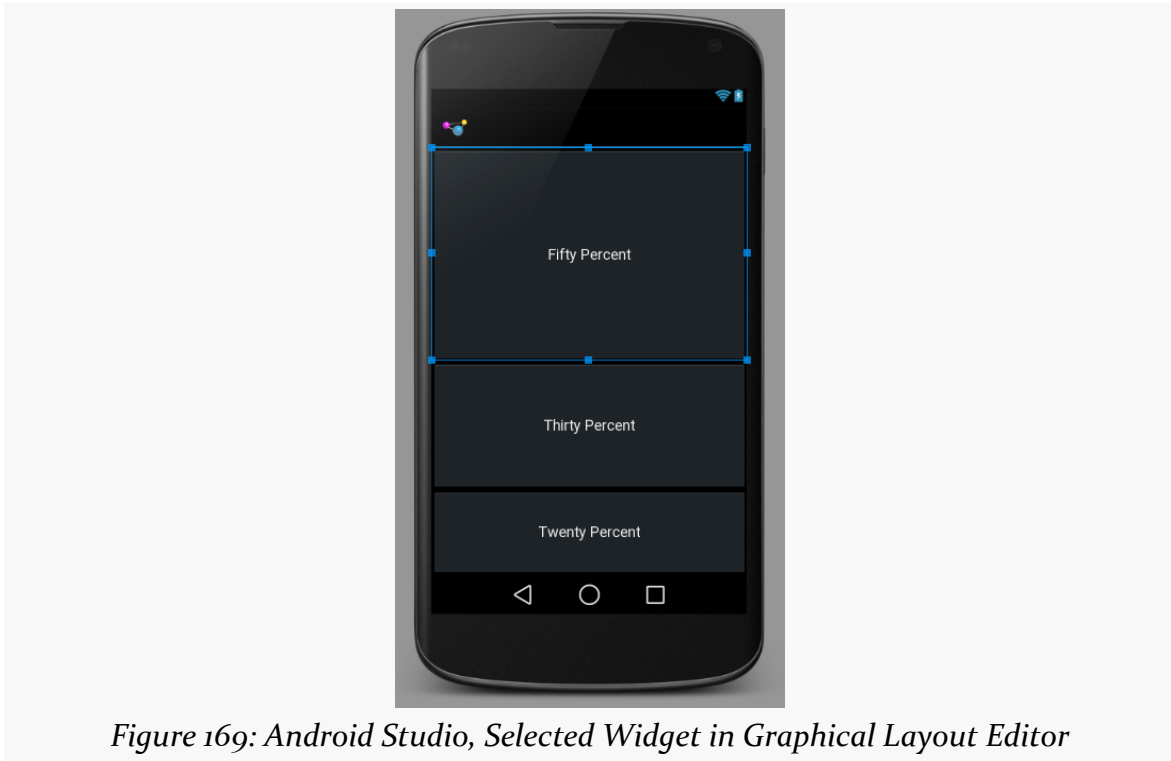 Fifty Percent
Thirty Percent
Twenty Percent
Figure 169: Android Studio, Selected Widget in Graphical Layout Editor